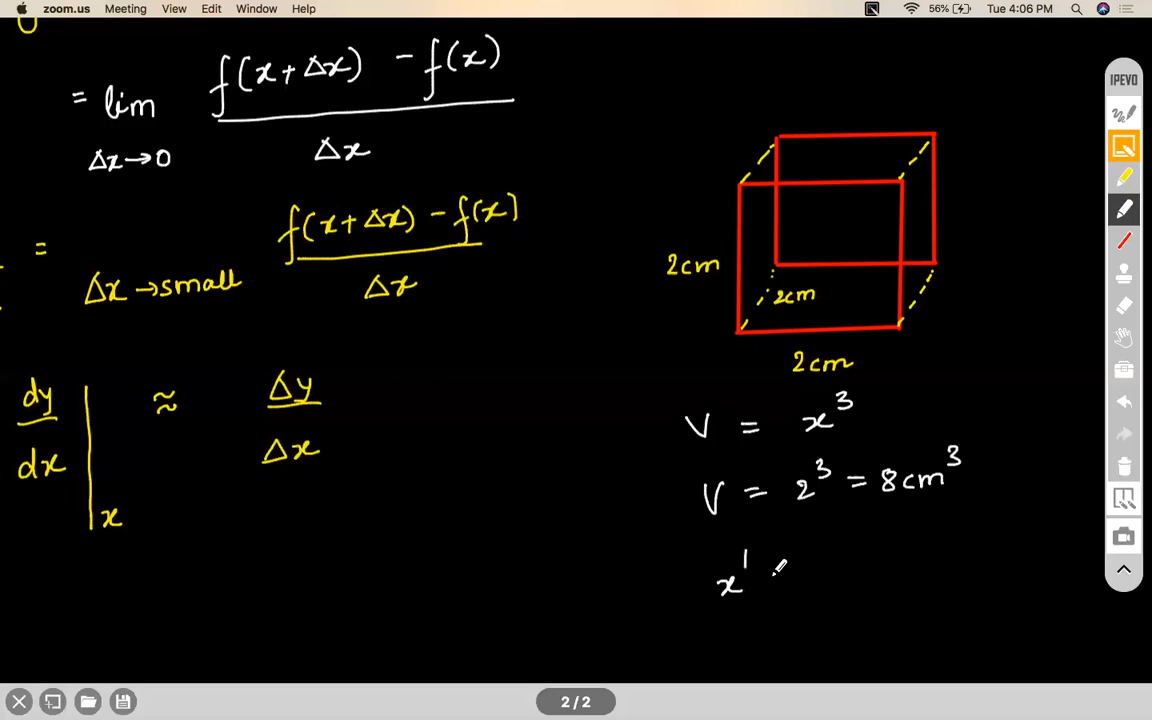 zoom.us Meeting View Edit Window Help 56% Tue 4:06 PM
IPEVO
= lim f(x+Δx) - f(x)
Δx→0 Δx
= f(x+Δx) - f(x)
Δx →small Δx
dy ≈ Δy
dx Δx
x
2cm
2cm
2cm
V = x³
V = 2³ = 8cm³
x'
2/2